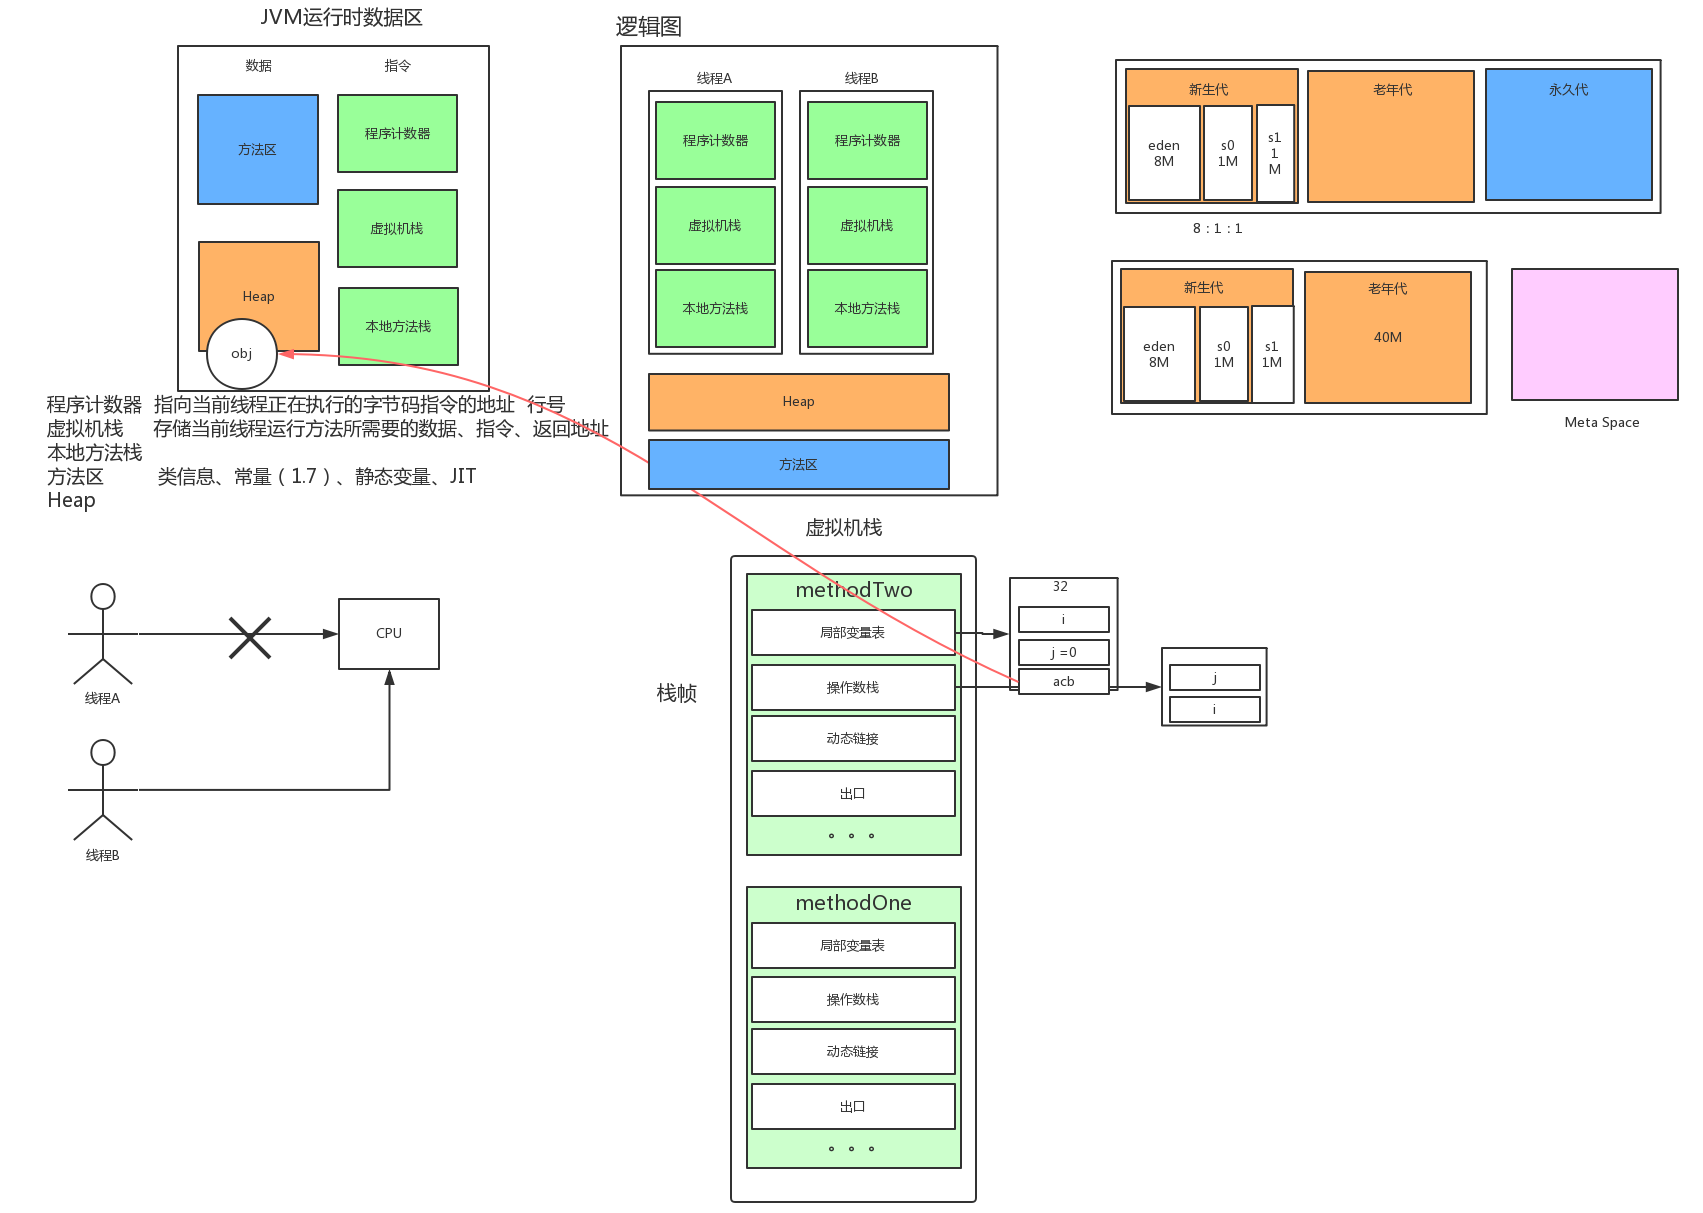 JVM运行时数据区
数据
指令
方法区
程序计数器
虚拟机栈
Heap
本地方法栈
obj
程序计数器 指向当前线程正在执行的字节码指令的地址 行号
虚拟机栈 存储当前线程运行方法所需要的数据、指令、返回地址
本地方法栈
方法区 类信息、常量（1.7）、静态变量、JIT
Heap
逻辑图
线程A
线程B
程序计数器
程序计数器
虚拟机栈
虚拟机栈
本地方法栈
本地方法栈
Heap
方法区
新生代
老年代
永久代
eden
8M
s0
1M
s1
1
M
8：1：1
新生代
老年代
eden
8M
s0
1M
s1
1M
40M
Meta Space
线程A
CPU
线程B
虚拟机栈
栈帧
methodTwo
局部变量表
操作数栈
动态链接
出口
。。。
methodOne
局部变量表
操作数栈
动态链接
出口
。。。
32
i
j =0
acb
j
i